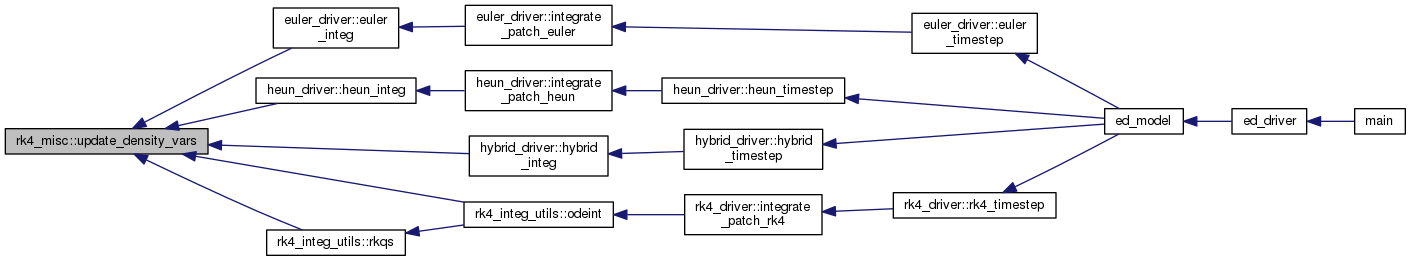 euler_driver::euler
_integ
euler_driver::integrate
_patch_euler
euler_driver::euler
_timestep
heun_driver::heun_integ
heun_driver::integrate
_patch_heun
heun_driver::heun_timestep
ed_model
ed_driver
main
rk4_misc::update_density_vars
hybrid_driver::hybrid
_integ
hybrid_driver::hybrid
_timestep
rk4_integ_utils::odeint
rk4_driver::integrate
_patch_rk4
rk4_driver::rk4_timestep
rk4_integ_utils::rkqs